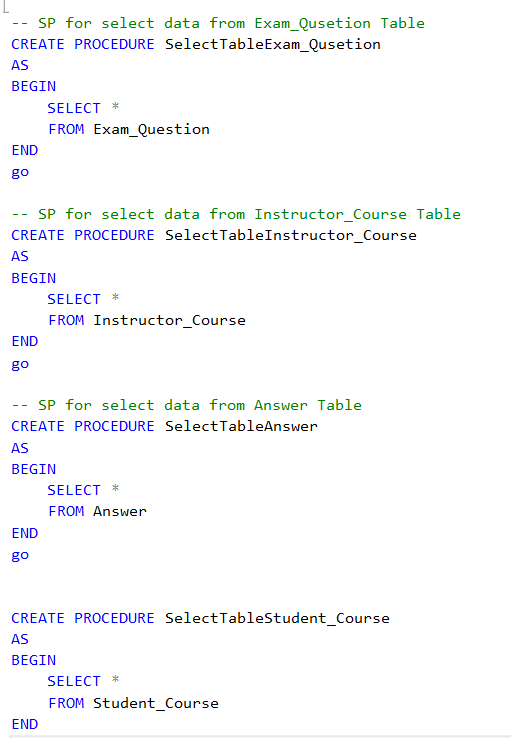 -- SP for select data from Exam_Qusetion Table
CREATE PROCEDURE SelectTableExam_Qusetion
AS
BEGIN
    SELECT *
    FROM Exam_Question
END
go
-- SP for select data from Instructor_Course Table
CREATE PROCEDURE SelectTableInstructor_Course
AS
BEGIN
    SELECT *
    FROM Instructor_Course
END
go
-- SP for select data from Answer Table
CREATE PROCEDURE SelectTableAnswer
AS
BEGIN
    SELECT *
    FROM Answer
END
go
CREATE PROCEDURE SelectTableStudent_Course
AS
BEGIN
    SELECT *
    FROM Student_Course
END